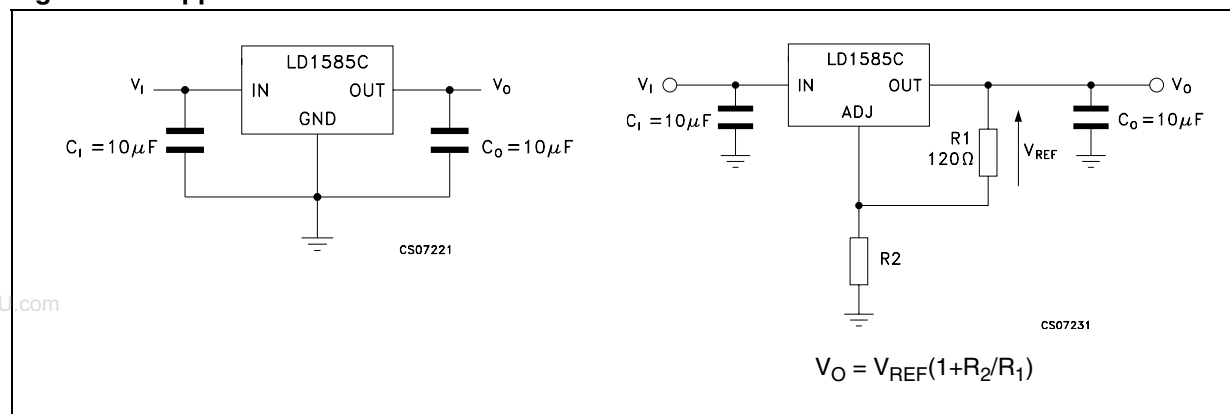 LD1585C
V_I
IN
OUT
V_O
GND
C_I = 10μF
C_O = 10μF
CS07221
LD1585C
V_I
IN
OUT
V_O
ADJ
C_I = 10μF
R1
120Ω
V_REF
C_O = 10μF
R2
CS07231
V_O = V_REF(1+R_2/R_1)
U.com